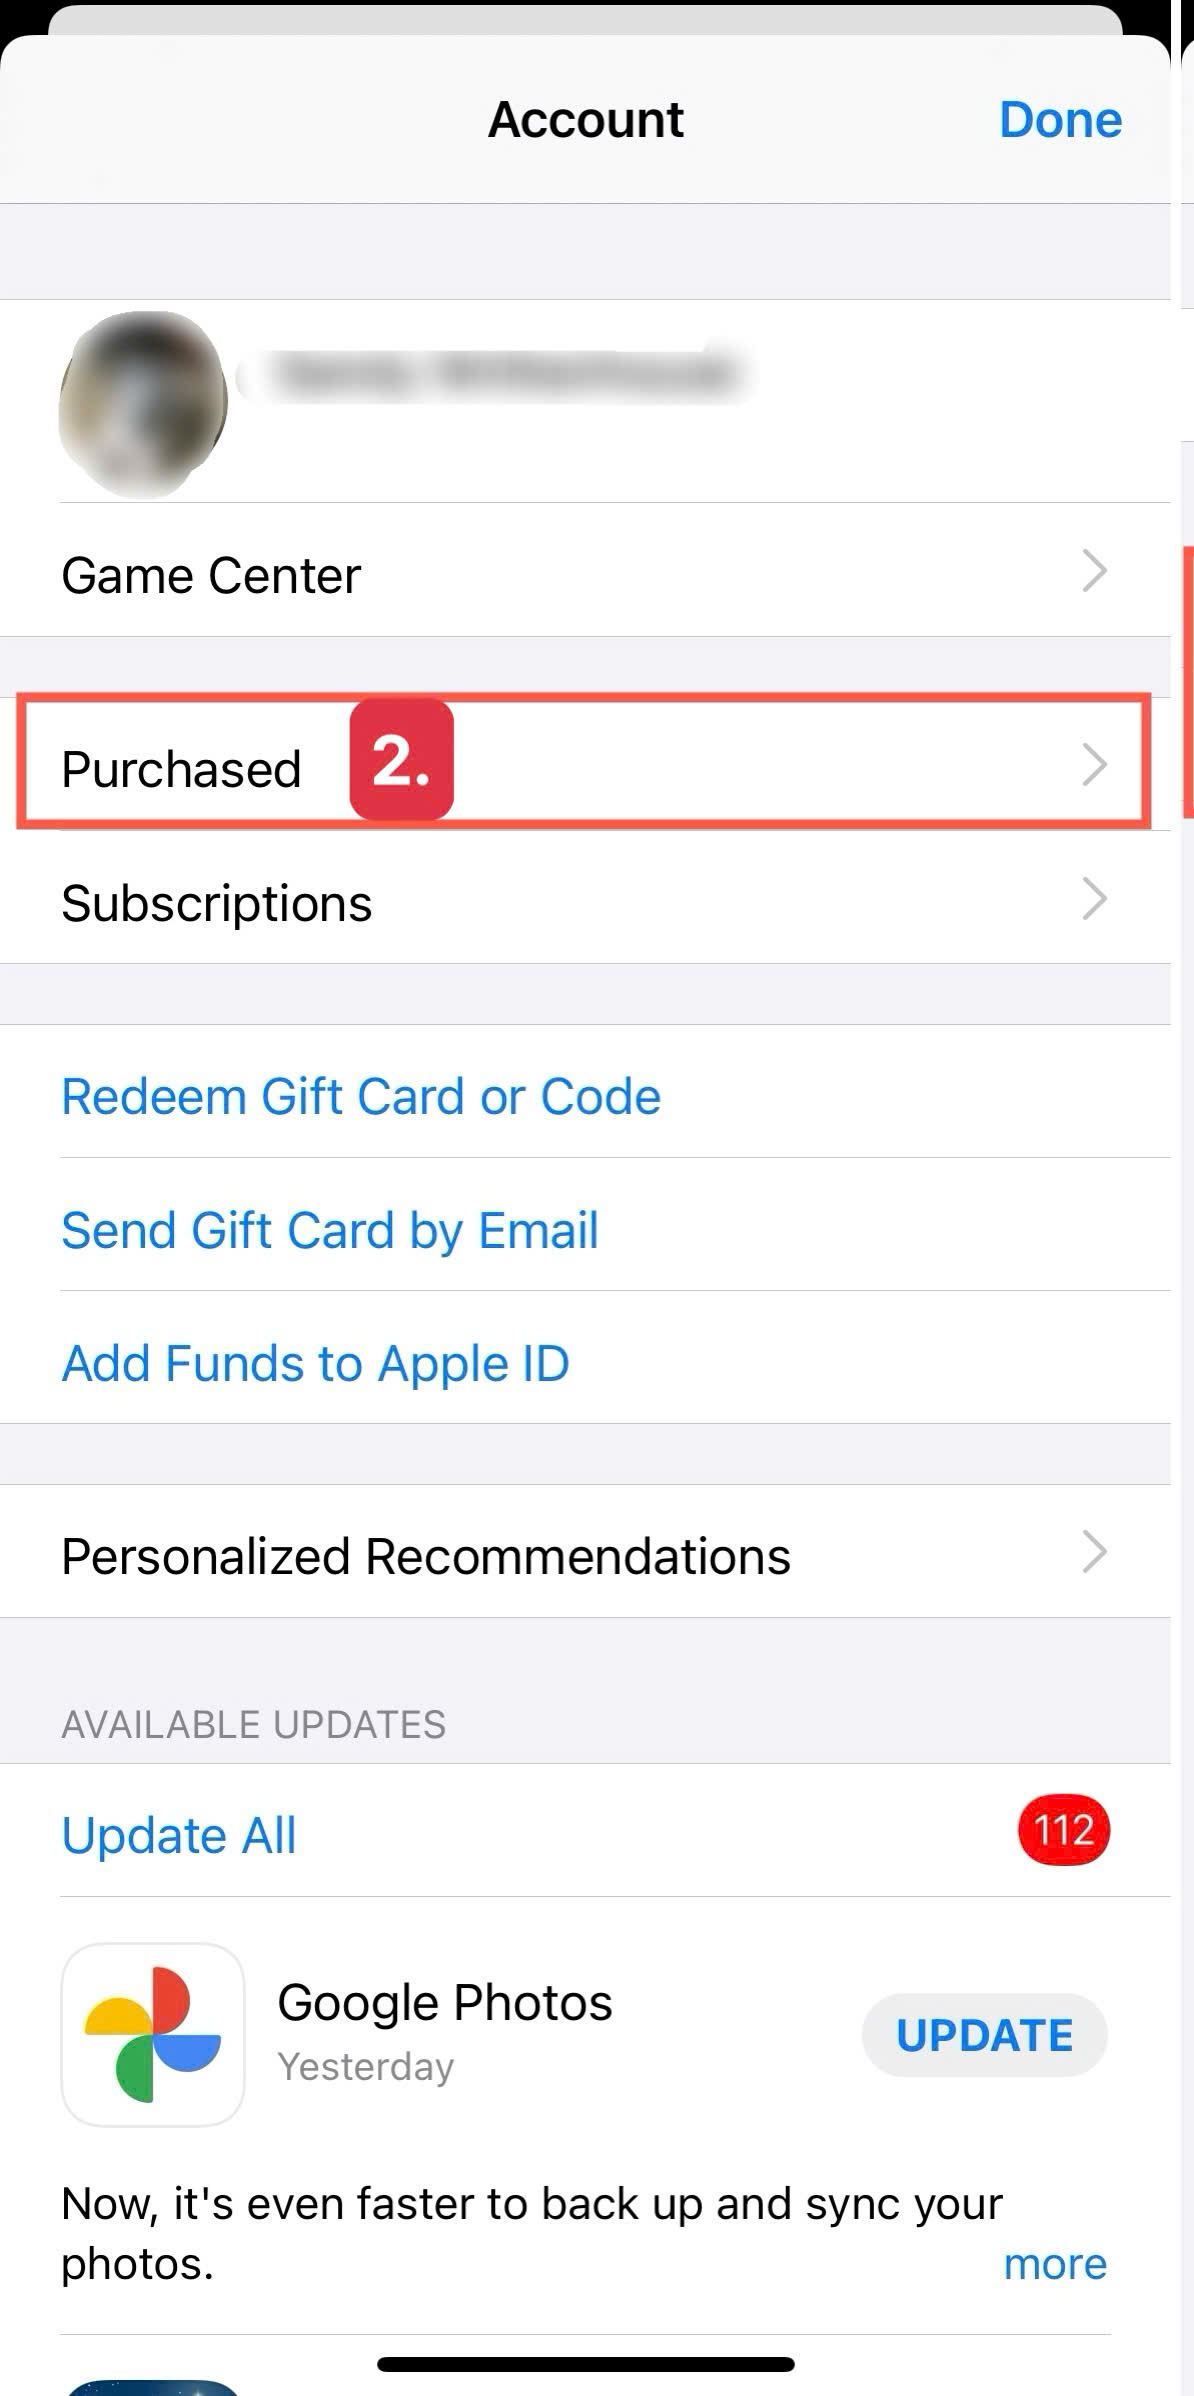 Account
Done
Game Center
Purchased 2.
Subscriptions
Redeem Gift Card or Code
Send Gift Card by Email
Add Funds to Apple ID
Personalized Recommendations
AVAILABLE UPDATES
Update All 112
Google Photos
Yesterday
UPDATE
Now, it's even faster to back up and sync your
photos.
more